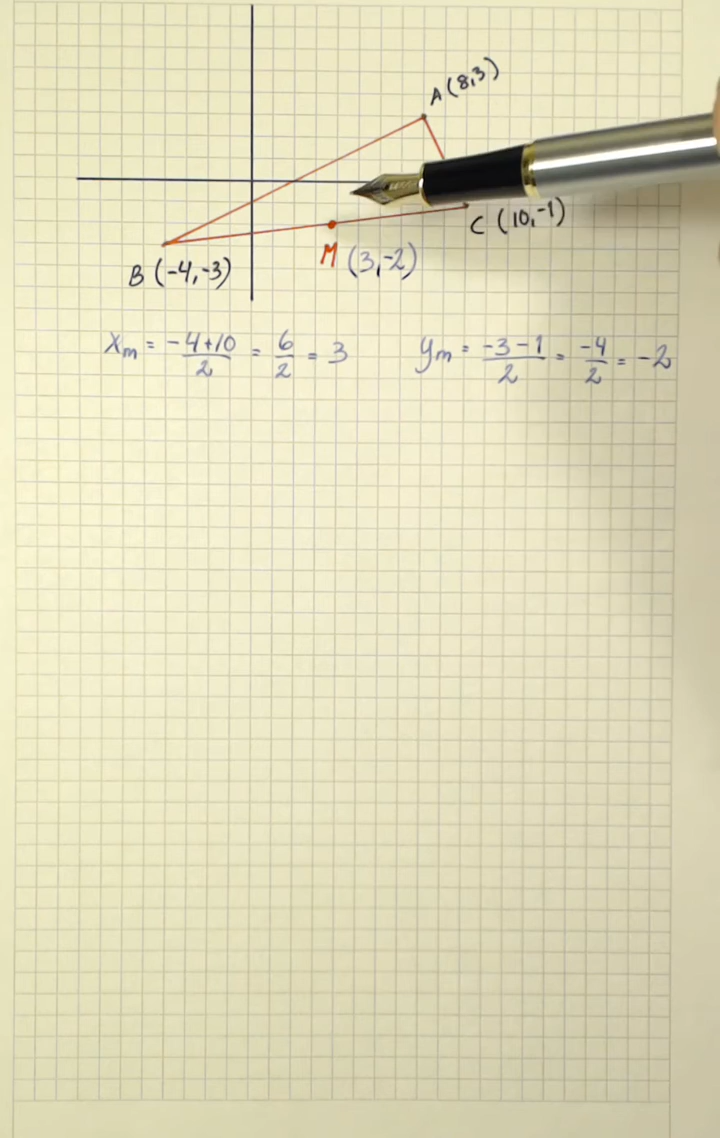 A (8,3)
C (10,-1)
M (3,-2)
B (-4,-3)
xm = -4+10/2 = 6/2 = 3
ym = -3-1/2 = -4/2 = -2